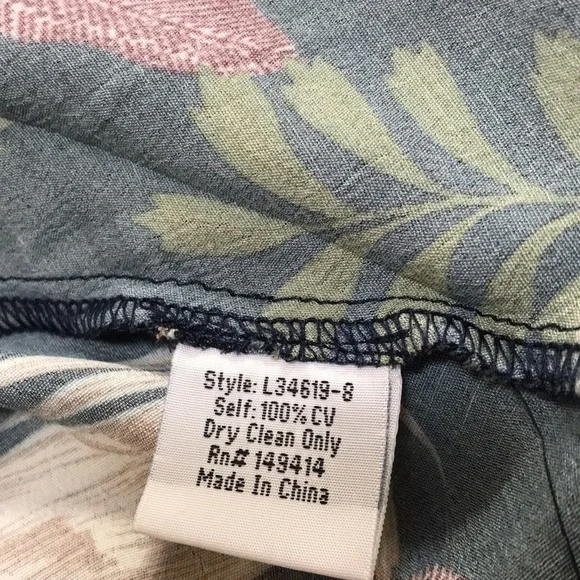 Style: L34619-8
Self: 100% CV
Dry Clean Only
Rn# 149414
Made In China